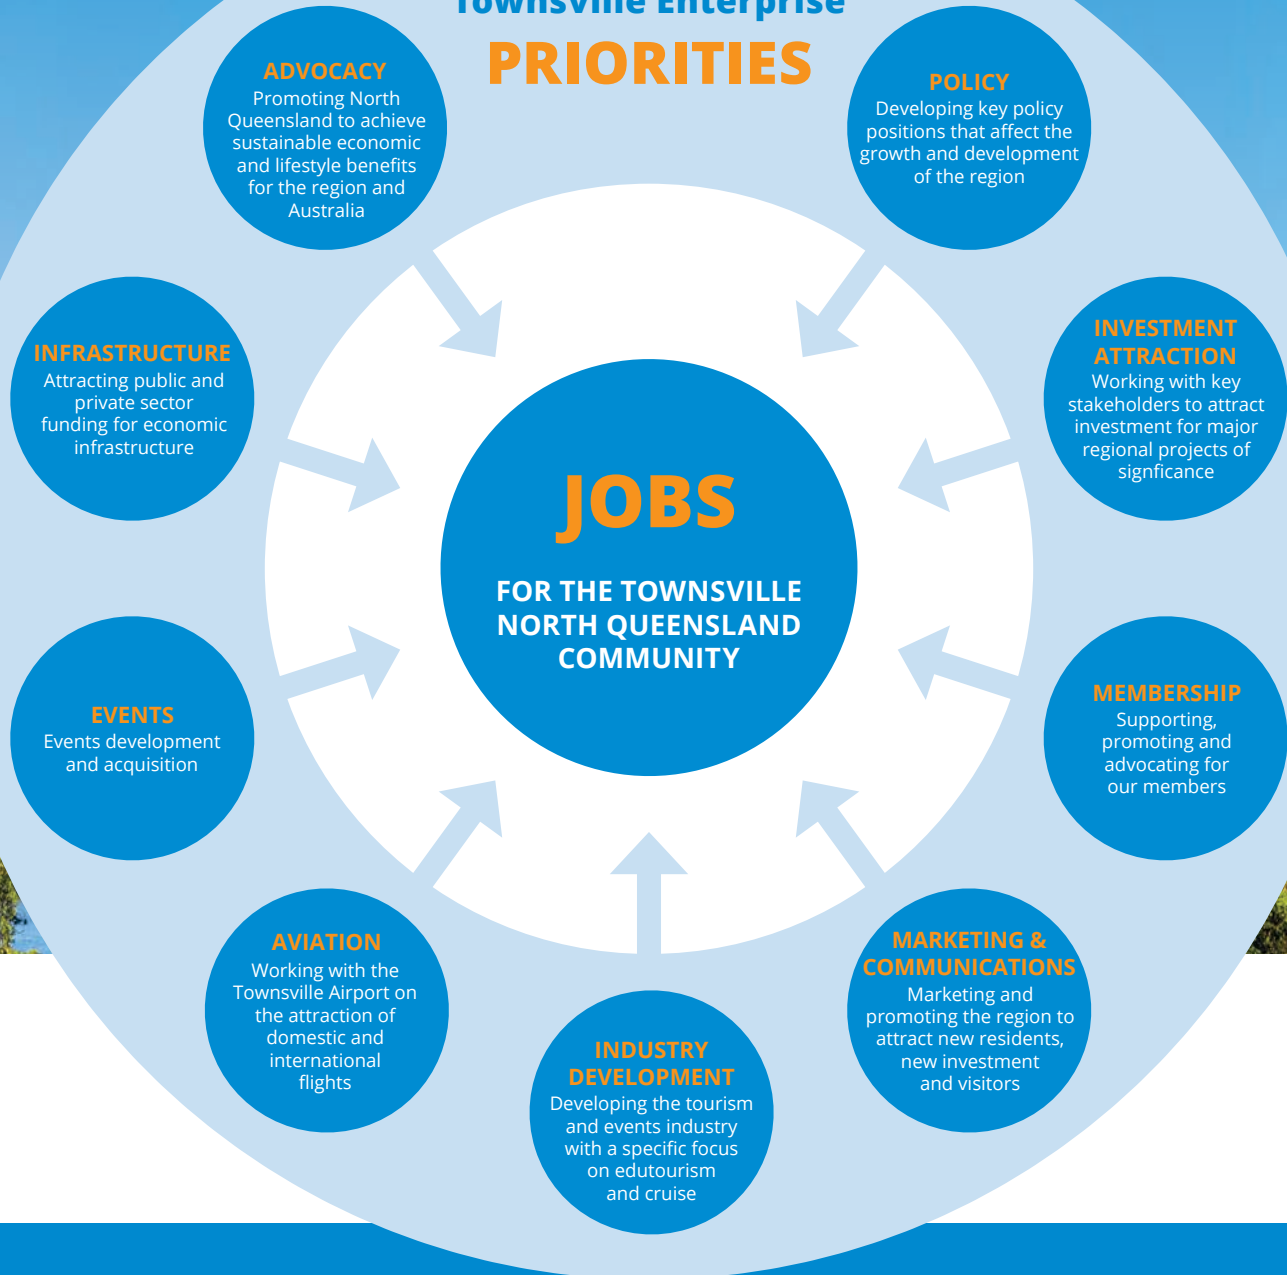 Townsville Enterprise
PRIORITIES
ADVOCACY
Promoting North
Queensland to achieve
sustainable economic
and lifestyle benefits
for the region and
Australia
POLICY
Developing key policy
positions that affect the
growth and development
of the region
INFRASTRUCTURE
Attracting public and
private sector
funding for economic
infrastructure
INVESTMENT
ATTRACTION
Working with key
stakeholders to attract
investment for major
regional projects of
signficance
JOBS
FOR THE TOWNSVILLE
NORTH QUEENSLAND
COMMUNITY
EVENTS
Events development
and acquisition
MEMBERSHIP
Supporting,
promoting and
advocating for
our members
AVIATION
Working with the
Townsville Airport on
the attraction of
domestic and
international
flights
MARKETING &
COMMUNICATIONS
Marketing and
promoting the region to
attract new residents,
new investment
and visitors
INDUSTRY
DEVELOPMENT
Developing the tourism
and events industry
with a specific focus
on edutourism
and cruise